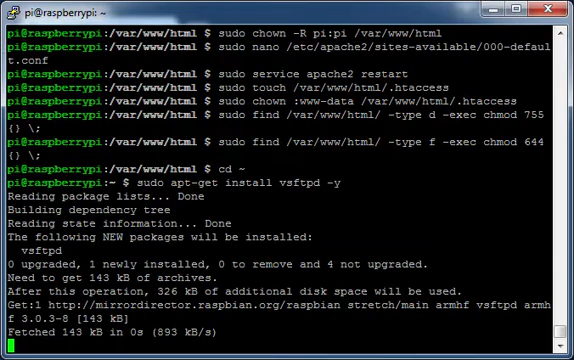 pi@raspberrypi: ~
pi@raspberrypi:/var/www/html $ sudo chown -R pi:pi /var/www/html
pi@raspberrypi:/var/www/html $ sudo nano /etc/apache2/sites-available/000-defaul
t.conf
pi@raspberrypi:/var/www/html $ sudo service apache2 restart
pi@raspberrypi:/var/www/html $ sudo touch /var/www/html/.htaccess
pi@raspberrypi:/var/www/html $ sudo chown :www-data /var/www/html/.htaccess
pi@raspberrypi:/var/www/html $ sudo find /var/www/html/ -type d -exec chmod 755
{} \;
pi@raspberrypi:/var/www/html $ sudo find /var/www/html/ -type f -exec chmod 644
{} \;
pi@raspberrypi:/var/www/html $ cd ~
pi@raspberrypi:~ $ sudo apt-get install vsftpd -y
Reading package lists... Done
Building dependency tree
Reading state information... Done
The following NEW packages will be installed:
vsftpd
0 upgraded, 1 newly installed, 0 to remove and 4 not upgraded.
Need to get 143 kB of archives.
After this operation, 326 kB of additional disk space will be used.
Get:1 http://mirrordirector.raspbian.org/raspbian stretch/main armhf vsftpd armh
f 3.0.3-8 [143 kB]
Fetched 143 kB in 0s (893 kB/s)